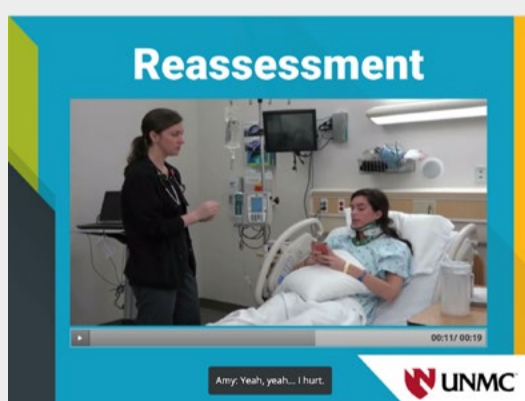 Reassessment
00:11/ 00:19
Amy: Yeah, yeah... I hurt.
N UNMC